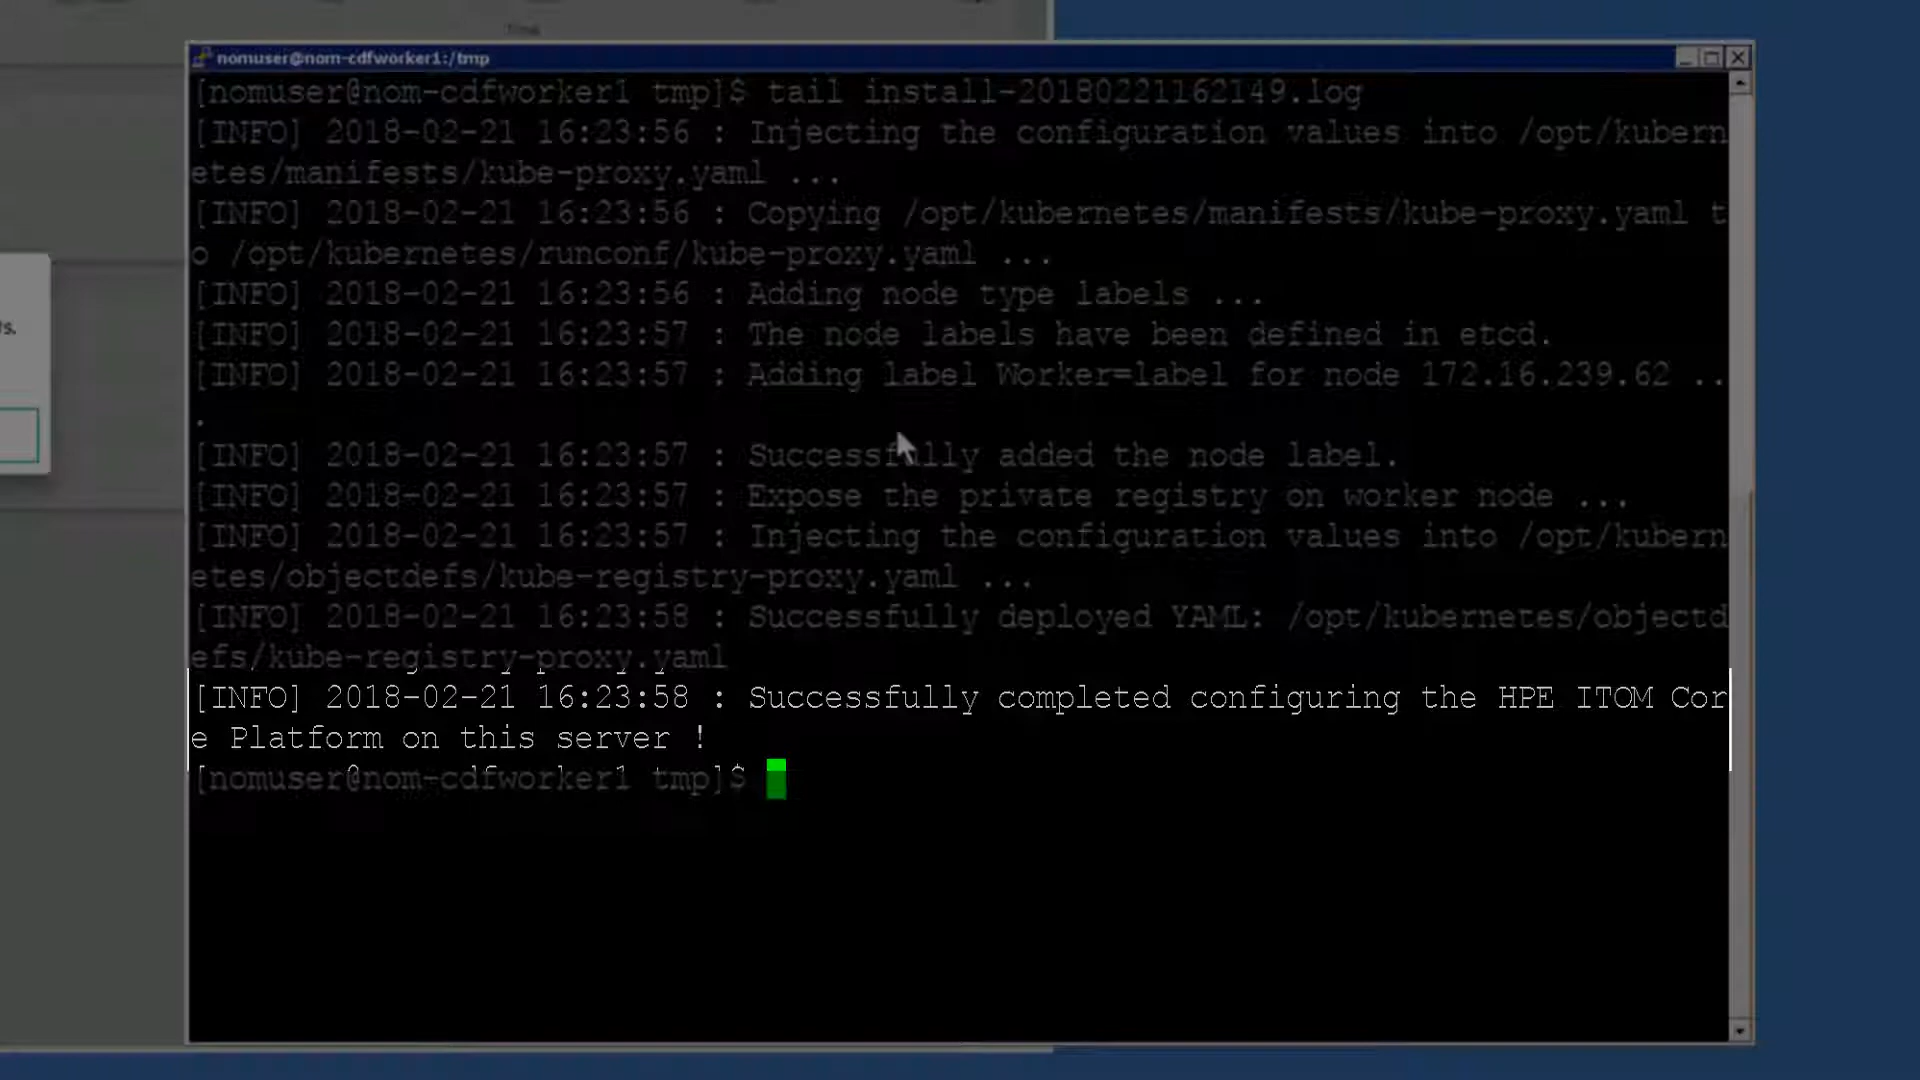 Time
nomuser@nom-cdfworker1:/tmp
[nomuser@nom-cdfworker1 tmp]$ tail install-20180221162149.log
[INFO] 2018-02-21 16:23:56 : Injecting the configuration values into /opt/kubern
etes/manifests/kube-proxy.yaml ...
[INFO] 2018-02-21 16:23:56 : Copying /opt/kubernetes/manifests/kube-proxy.yaml t
o /opt/kubernetes/runconf/kube-proxy.yaml ...
[INFO] 2018-02-21 16:23:56 : Adding node type labels ...
[INFO] 2018-02-21 16:23:57 : The node labels have been defined in etcd.
[INFO] 2018-02-21 16:23:57 : Adding label Worker=label for node 172.16.239.62 ..
.
[INFO] 2018-02-21 16:23:57 : Successfully added the node label.
[INFO] 2018-02-21 16:23:57 : Expose the private registry on worker node ...
[INFO] 2018-02-21 16:23:57 : Injecting the configuration values into /opt/kubern
etes/objectdefs/kube-registry-proxy.yaml ...
[INFO] 2018-02-21 16:23:58 : Successfully deployed YAML: /opt/kubernetes/objectd
efs/kube-registry-proxy.yaml
[INFO] 2018-02-21 16:23:58 : Successfully completed configuring the HPE ITOM Cor
e Platform on this server !
[nomuser@nom-cdfworker1 tmp]$